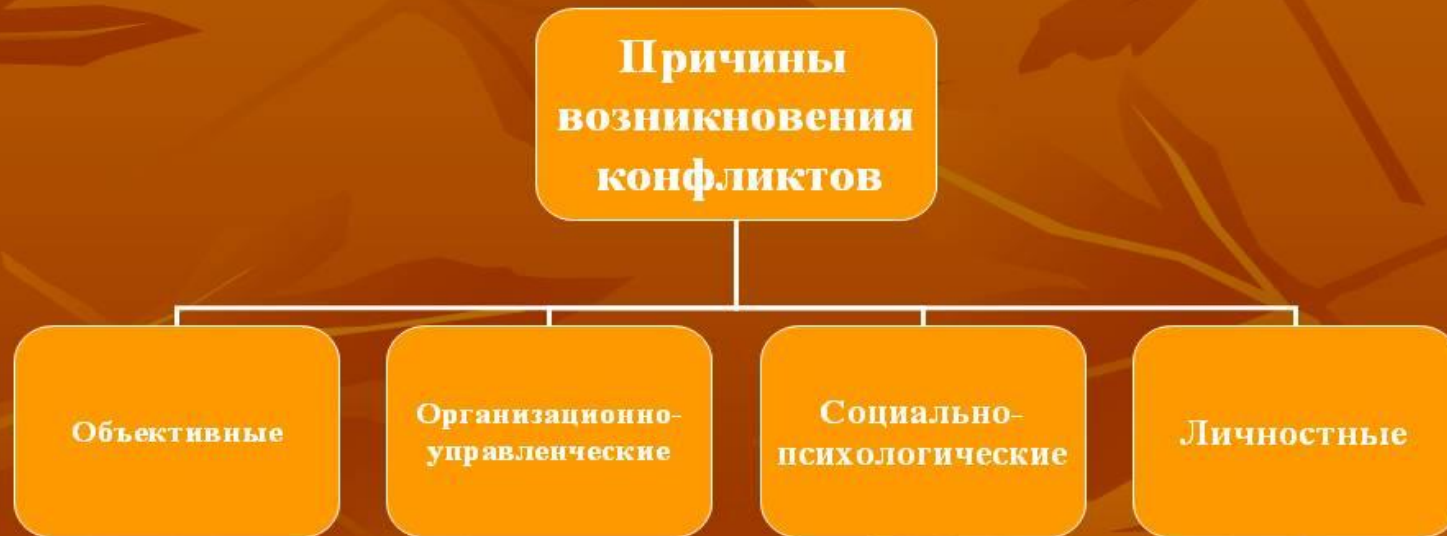 Причины
возникновения
конфликтов
Объективные
Организационно-
управленческие
Социально-
психологические
Личностные